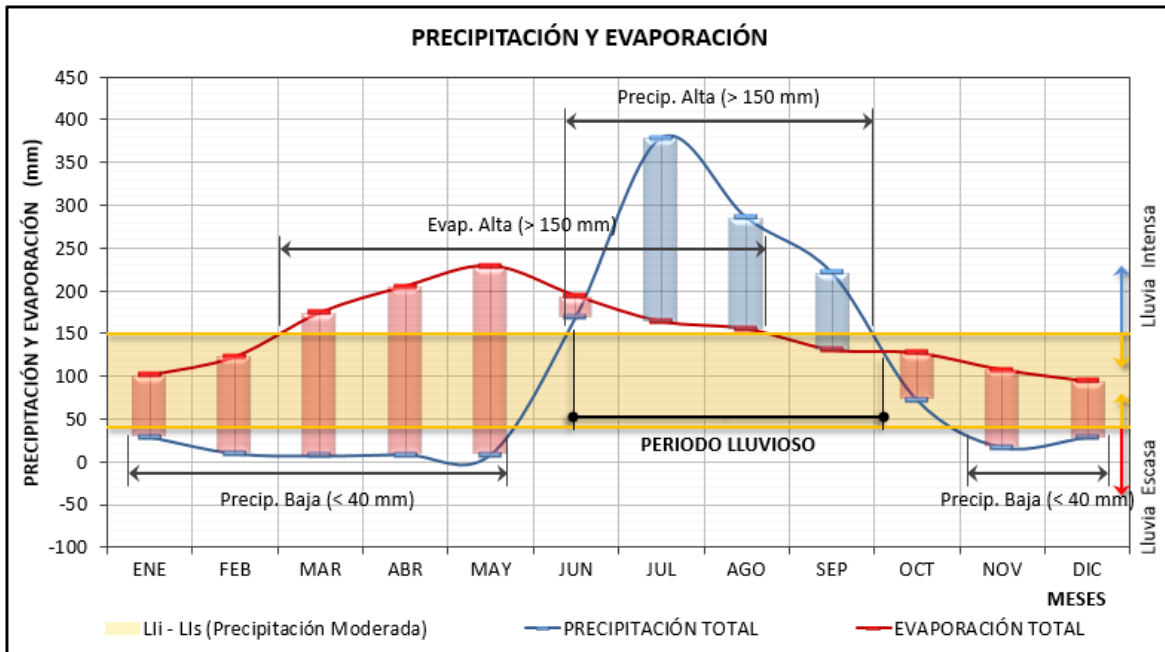 PRECIPITACIÓN Y EVAPORACIÓN
PRECIPITACIÓN Y EVAPORACIÓN (mm)
450
400
350
300
250
200
150
100
50
0
-50
-100
Precip. Alta (> 150 mm)
Evap. Alta (> 150 mm)
PERIODO LLUVIOSO
Precip. Baja (< 40 mm)
Precip. Baja (< 40 mm)
Lluvia Intensa
Lluvia Escasa
ENE FEB MAR ABR MAY JUN JUL AGO SEP OCT NOV DIC
MESES
LIi - LIs (Precipitación Moderada) PRECIPITACIÓN TOTAL EVAPORACIÓN TOTAL